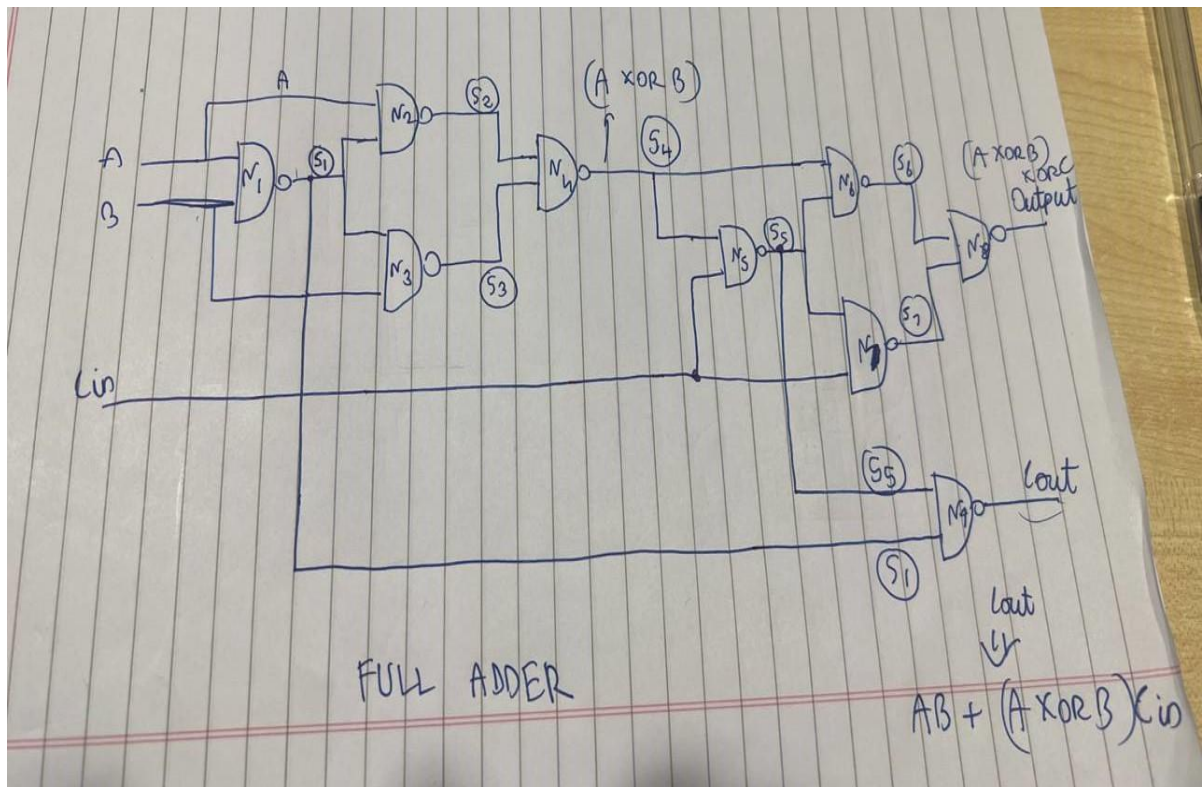 (A XOR B)
A
N2
S2
A
S1
N1
N4
S4
N6
S6
(A XOR B)
XOR C
Output
B
N3
S3
N5
S5
N8
N7
S7
Cin
S5
Cout
N9
S1
Cout
FULL ADDER
AB + (A XOR B) Cin